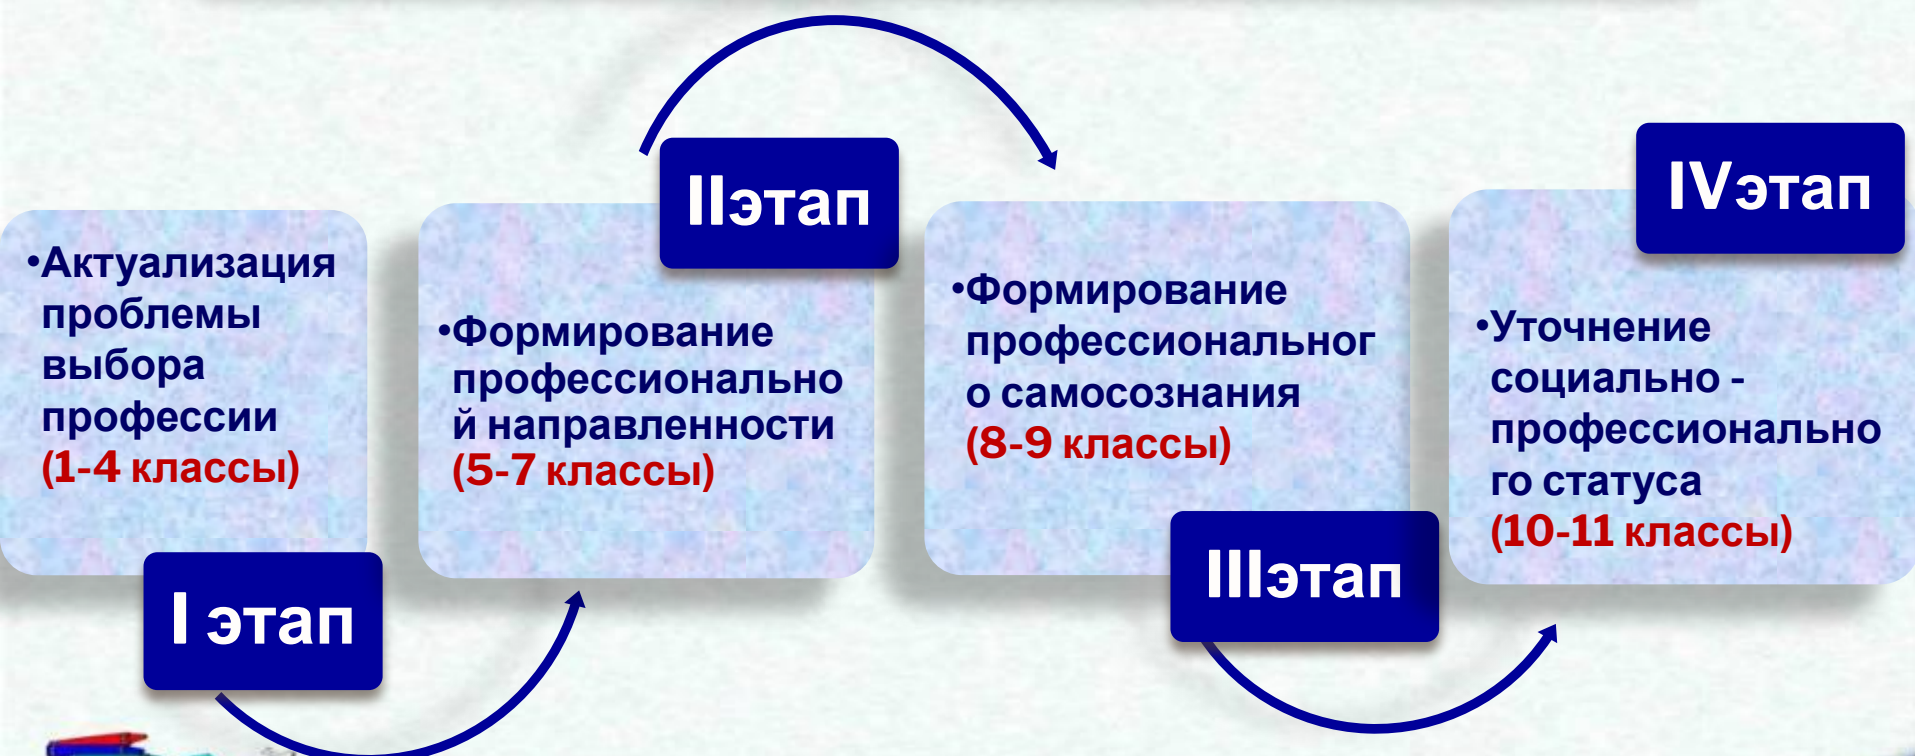 •Актуализация
проблемы
выбора
профессии
(1-4 классы)
I этап
IIэтап
•Формирование
профессионально
й направленности
(5-7 классы)
•Формирование
профессиональног
о самосознания
(8-9 классы)
IIIэтап
IVэтап
•Уточнение
социально -
профессионально
го статуса
(10-11 классы)